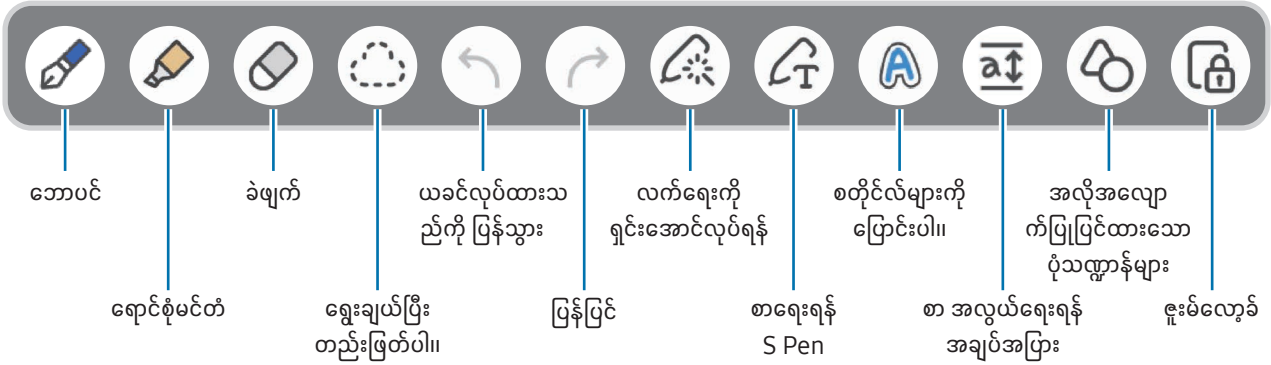 ဘောပင်
ခဲဖျက်
ယခင်လုပ်ထားသ
ည်ကို ပြန်သွား
လက်ရေးကို
ရှင်းအောင်လုပ်ရန်
စတိုင်လ်များကို
ပြောင်းပါ။
အလိုအလျော
က်ပြုပြင်ထားသော
ပုံသဏ္ဍာန်များ
ရောင်စုံမင်တံ
ရွေးချယ်ပြီး
တည်းဖြတ်ပါ။
ပြန်ပြင်
စာရေးရန်
S Pen
စာ အလွယ်ရေးရန်
အချပ်အပြား
ဇူးမ်လော့ခ်